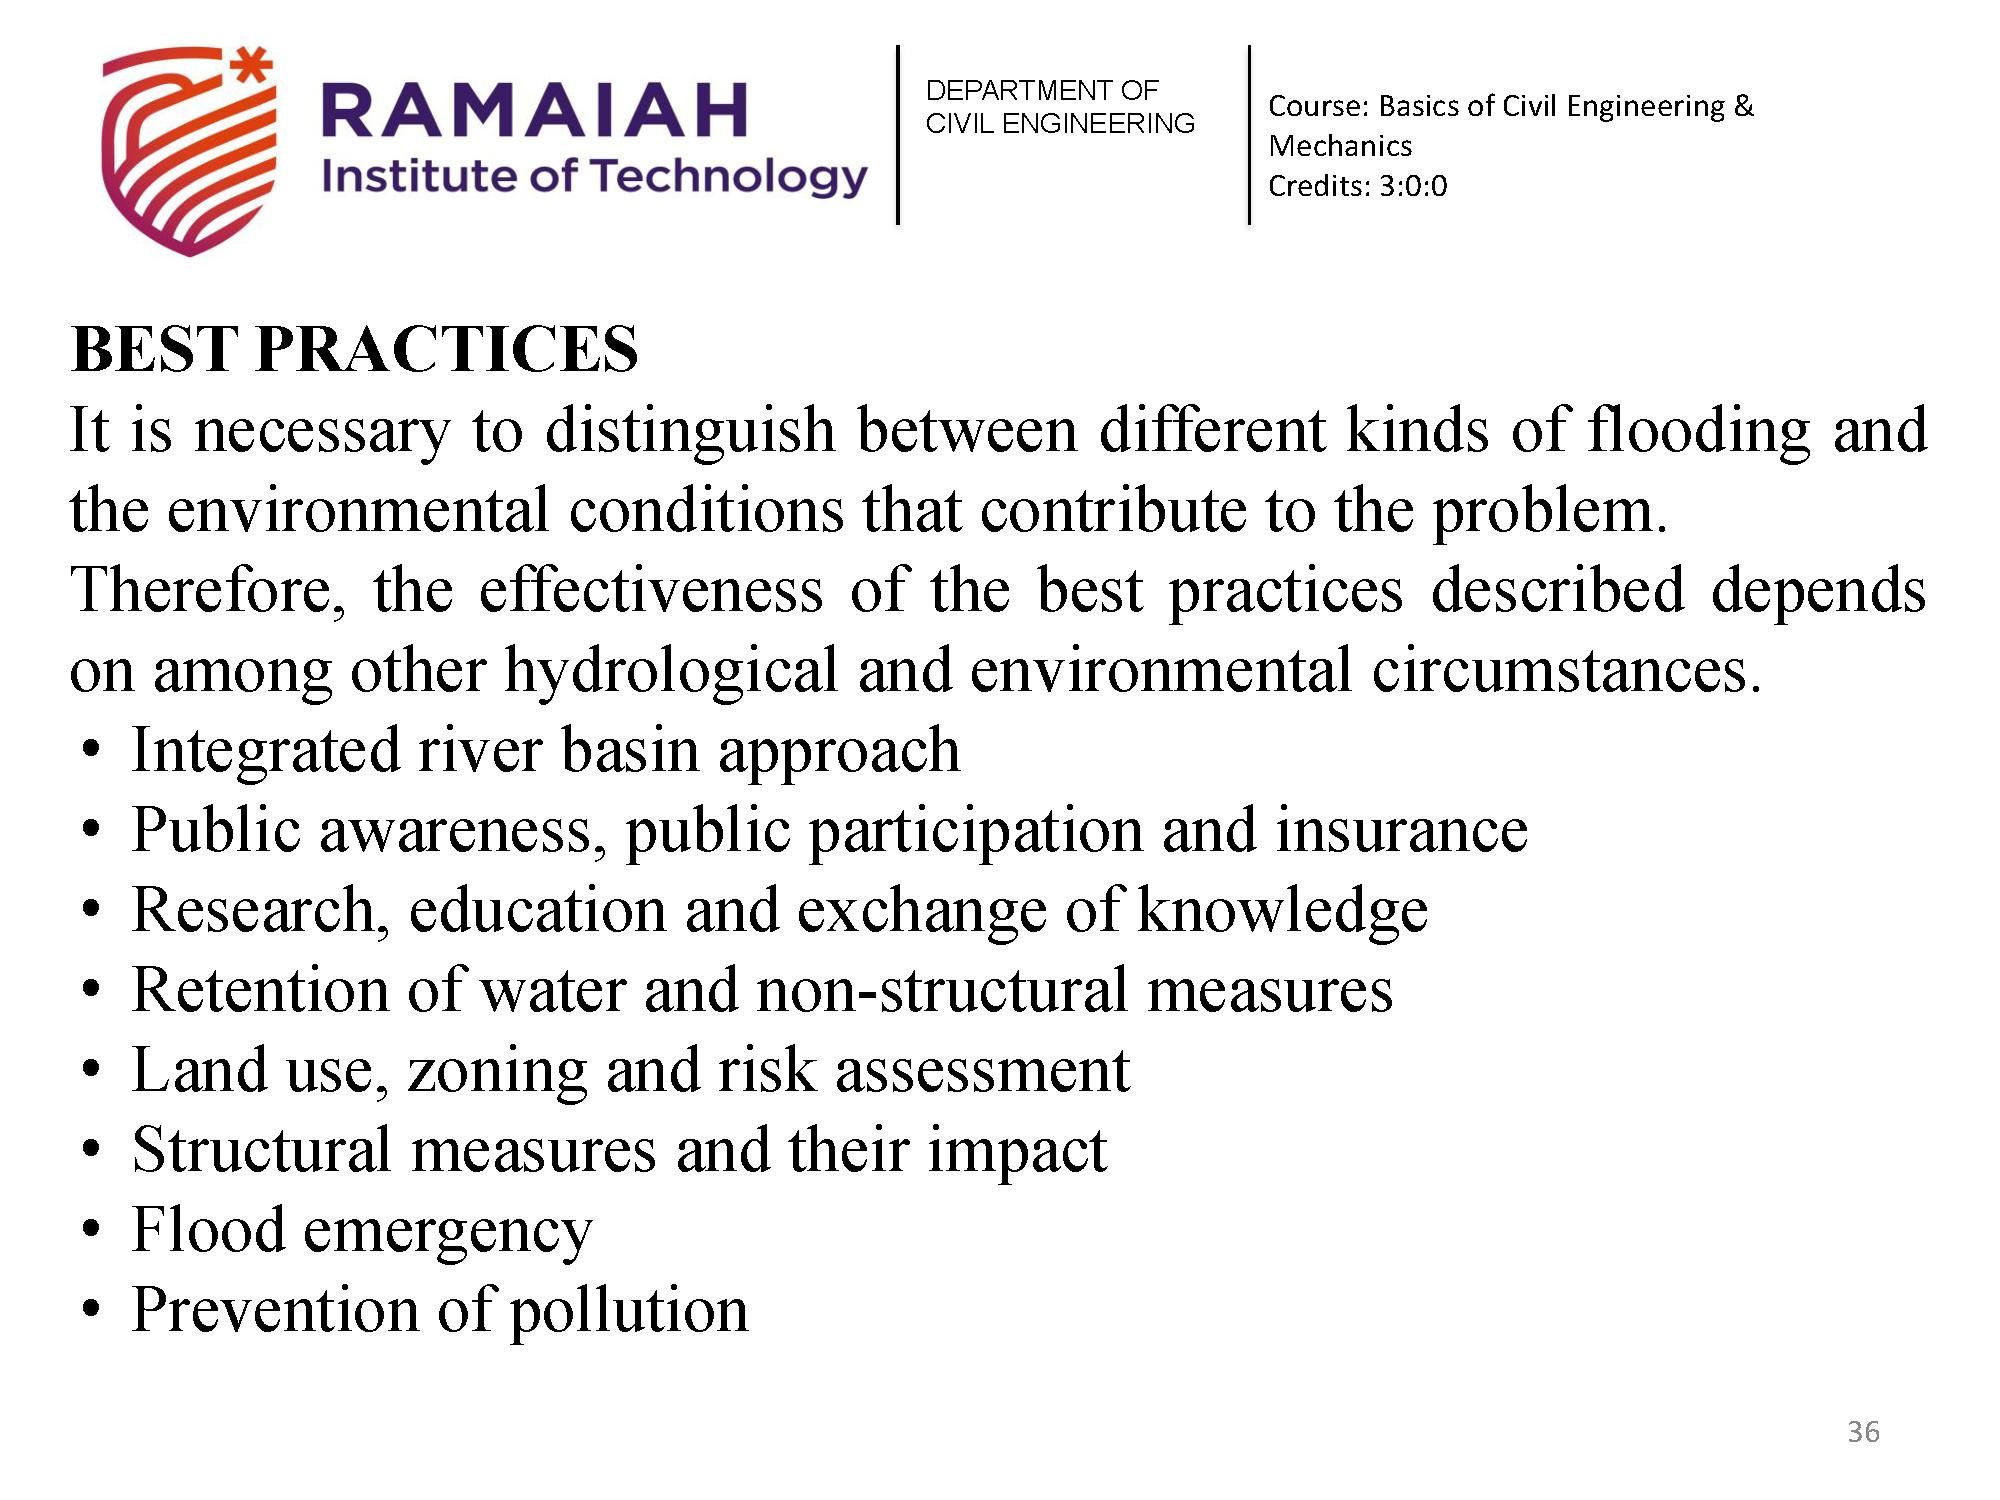 RAMAIAH
Institute of Technology
DEPARTMENT OF
CIVIL ENGINEERING
Course: Basics of Civil Engineering &
Mechanics
Credits: 3:0:0
BEST PRACTICES
It is necessary to distinguish between different kinds of flooding and
the environmental conditions that contribute to the problem.
Therefore, the effectiveness of the best practices described depends
on among other hydrological and environmental circumstances.
• Integrated river basin approach
• Public awareness, public participation and insurance
• Research, education and exchange of knowledge
• Retention of water and non-structural measures
• Land use, zoning and risk assessment
• Structural measures and their impact
• Flood emergency
• Prevention of pollution
36